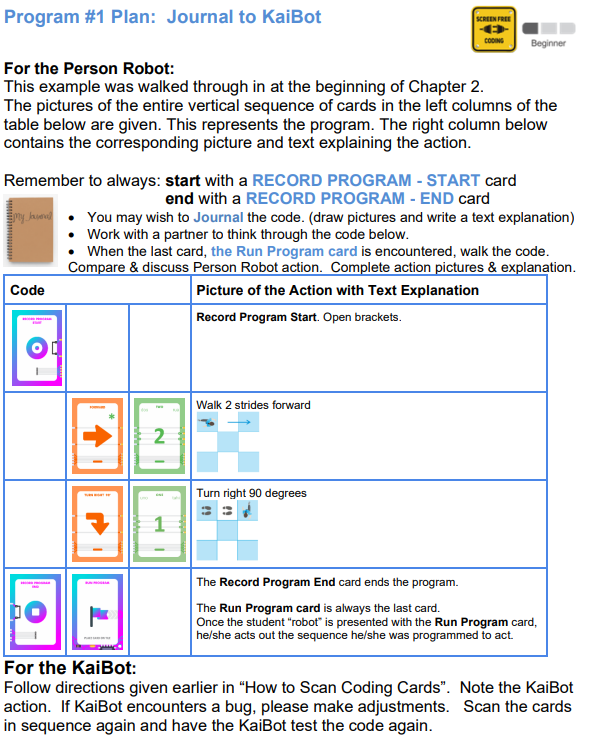 Program #1 Plan: Journal to KaiBot
SCREEN FREE
CODING
Beginner
For the Person Robot:
This example was walked through in at the beginning of Chapter 2.
The pictures of the entire vertical sequence of cards in the left columns of the
table below are given. This represents the program. The right column below
contains the corresponding picture and text explaining the action.
Remember to always: start with a RECORD PROGRAM - START card
end with a RECORD PROGRAM - END card
My Journal
• You may wish to Journal the code. (draw pictures and write a text explanation)
• Work with a partner to think through the code below.
• When the last card, the Run Program card is encountered, walk the code.
Compare & discuss Person Robot action. Complete action pictures & explanation.
Code
Picture of the Action with Text Explanation
RECORD PROGRAM
START
Record Program Start. Open brackets.
FORWARD
TWO
2
Walk 2 strides forward
TURN RIGHT 90°
1
Turn right 90 degrees
RECORD PROGRAM
END
RUN PROGRAM
The Record Program End card ends the program.
The Run Program card is always the last card.
Once the student “robot” is presented with the Run Program card,
he/she acts out the sequence he/she was programmed to act.
For the KaiBot:
Follow directions given earlier in “How to Scan Coding Cards”. Note the KaiBot
action. If KaiBot encounters a bug, please make adjustments. Scan the cards
in sequence again and have the KaiBot test the code again.